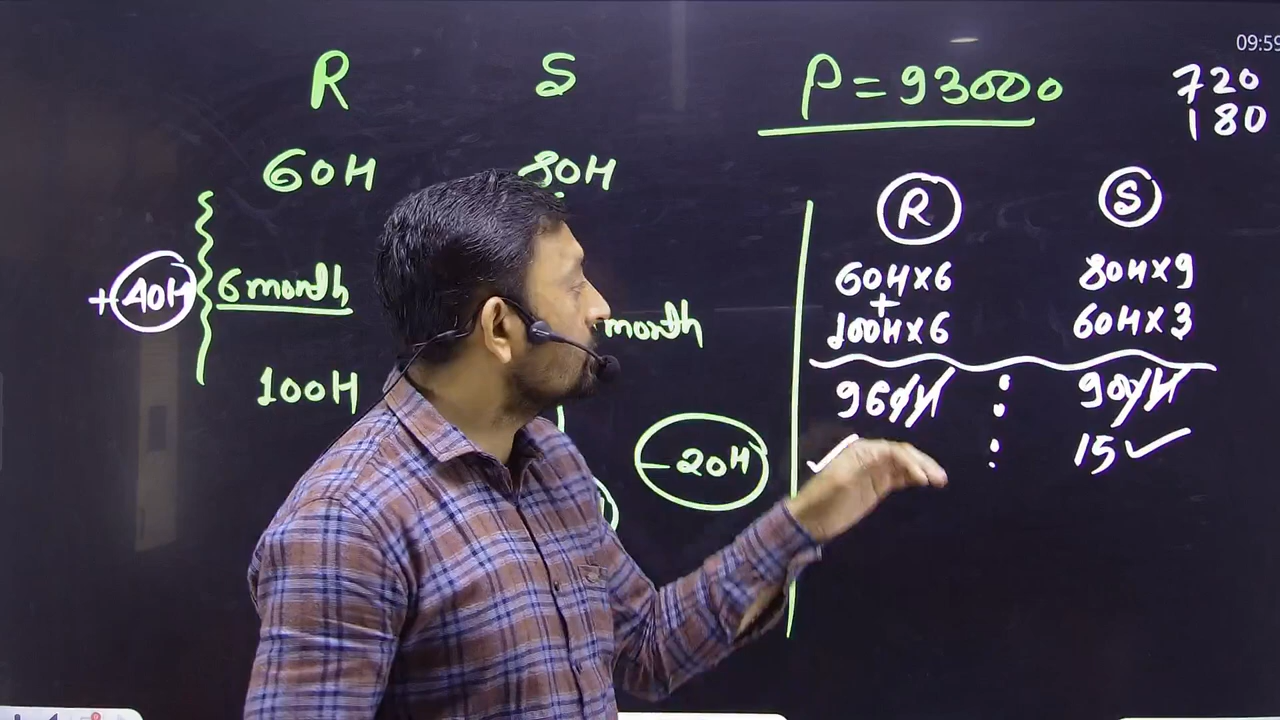 09:59
R
S
P = 93000
720
180
60H
80H
+40H
6 month
month
100H
-20H
R
S
60H×6
80H×9
+
100H×6
60H×3
960H : 900H
: 15 ✓